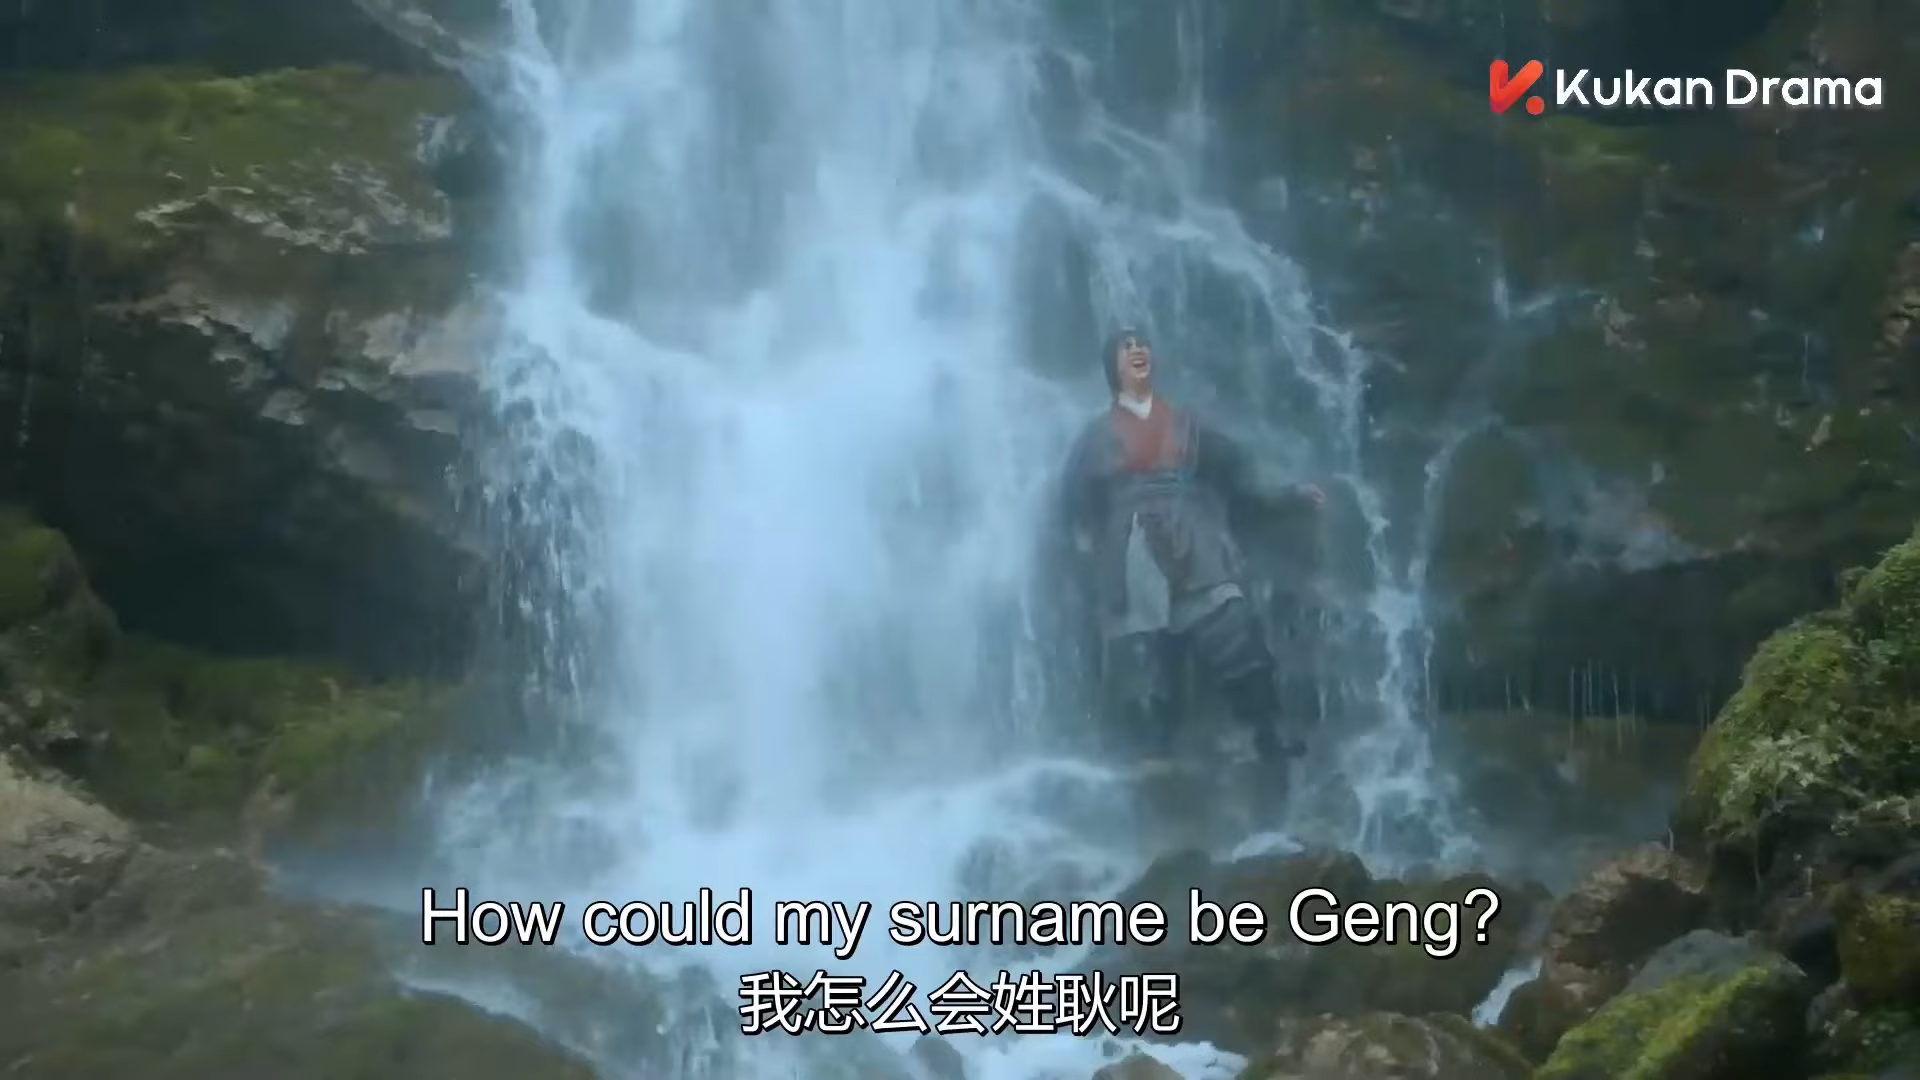 Kukan Drama
How could my surname be Geng?
我怎么会姓耿呢